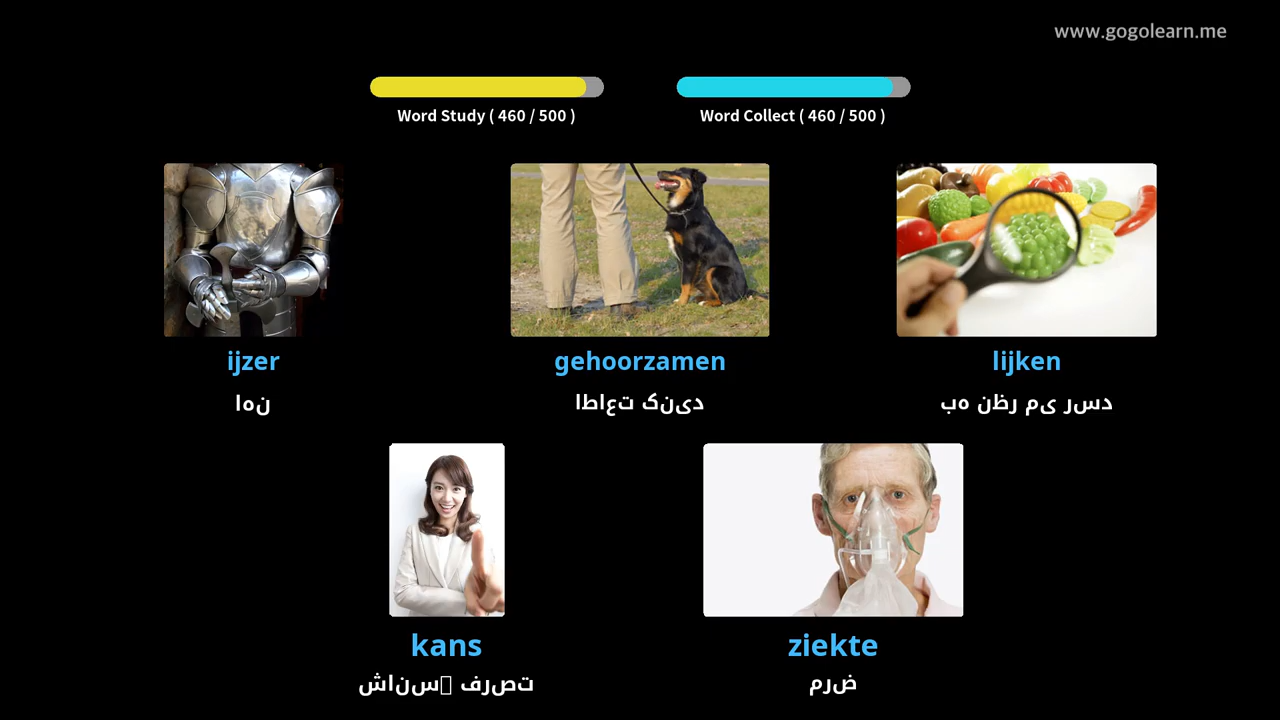 www.gogolearn.me
Word Study ( 460 / 500 )
Word Collect ( 460 / 500 )
ijzer
gehoorzamen
lijken
اهن
اطاعت کنید
به نظر می رسد
kans
ziekte
شانس فرصت
مرض